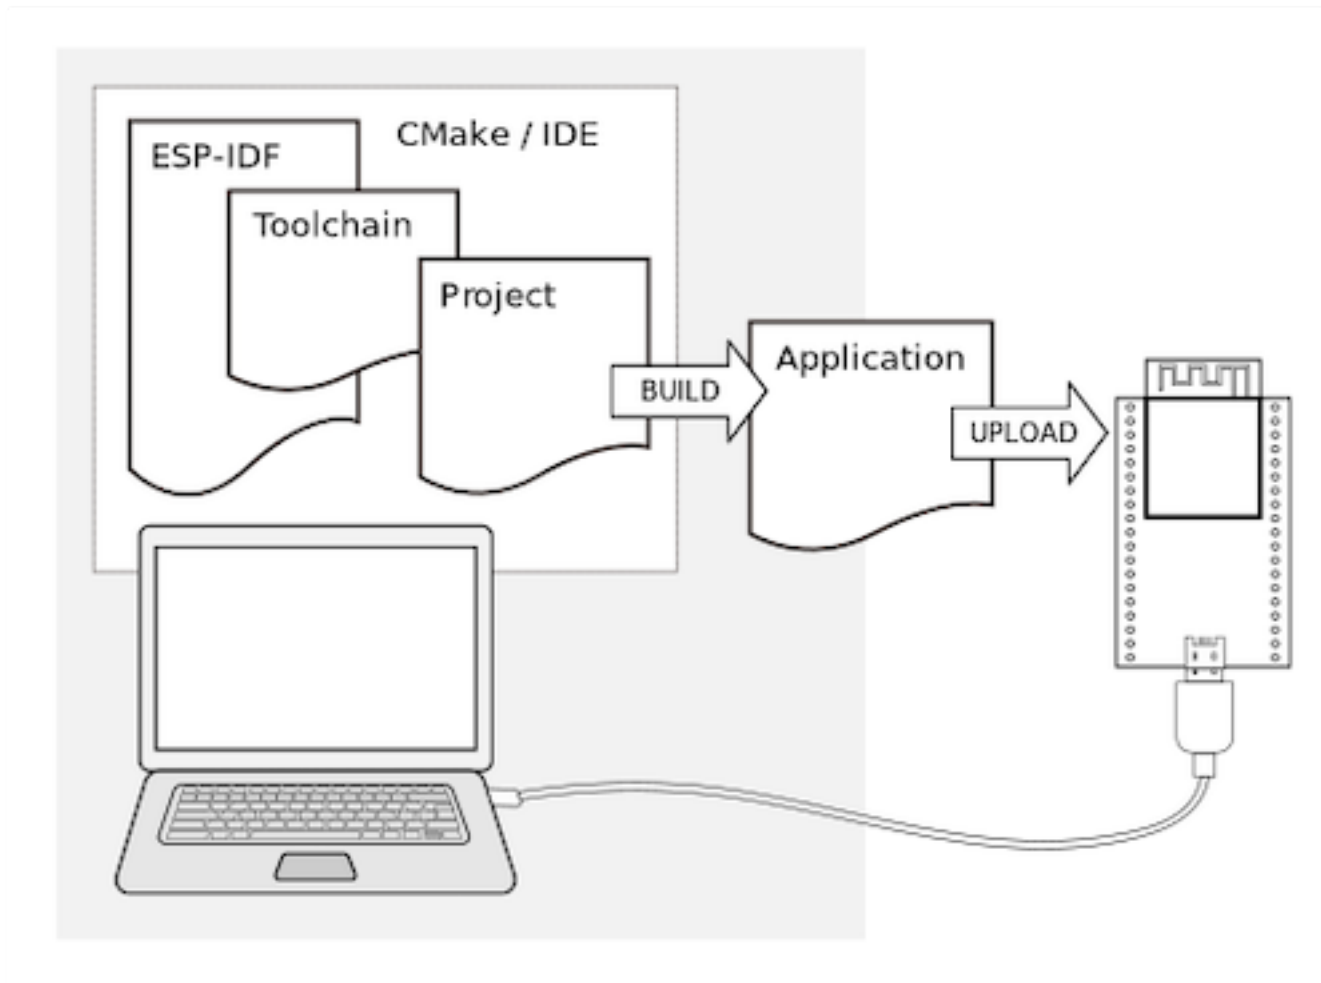 CMake / IDE
ESP-IDF
Toolchain
Project
BUILD
Application
UPLOAD